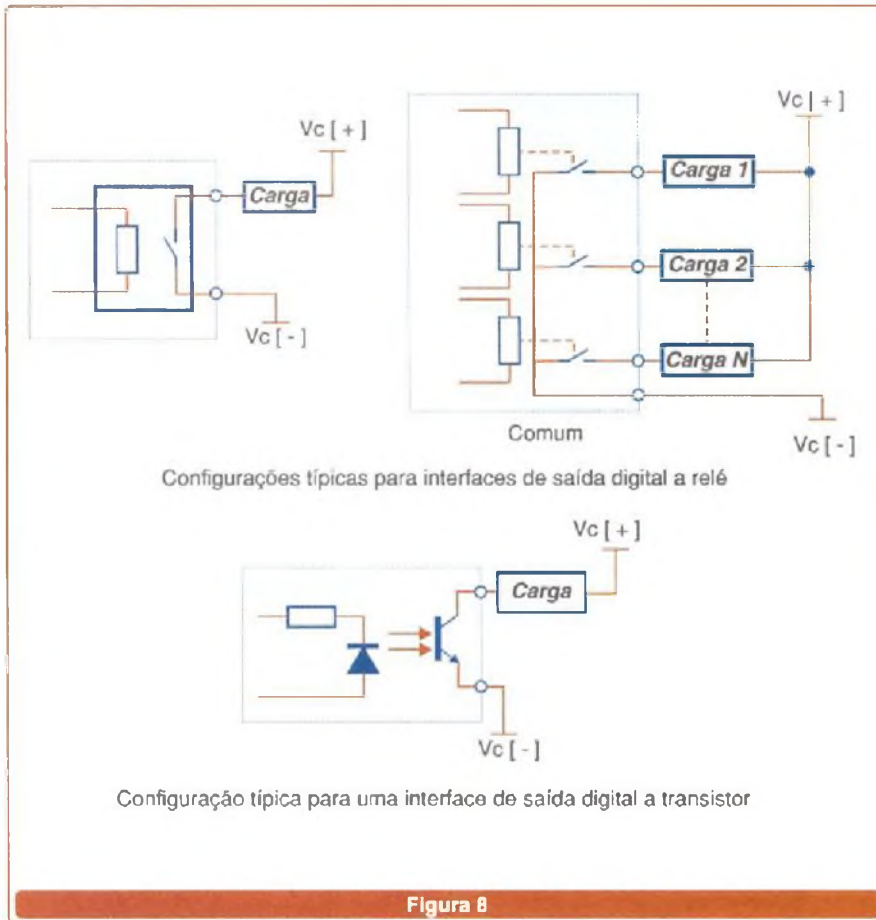 Vc [ + ]
Carga
Vc [ - ]
Vc [ + ]
Carga 1
Carga 2
Carga N
Comum
Vc [ - ]
Configurações típicas para interfaces de saída digital a relé
Vc [ + ]
Carga
Vc [ - ]
Configuração típica para uma interface de saída digital a transistor
Figura 8